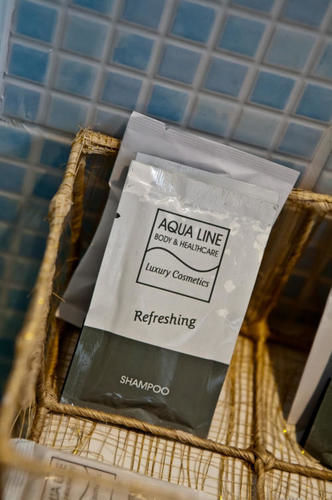 AQUA LINE
BODY & HEALTHCARE
Luxury Cosmetics
Refreshing
SHAMPOO